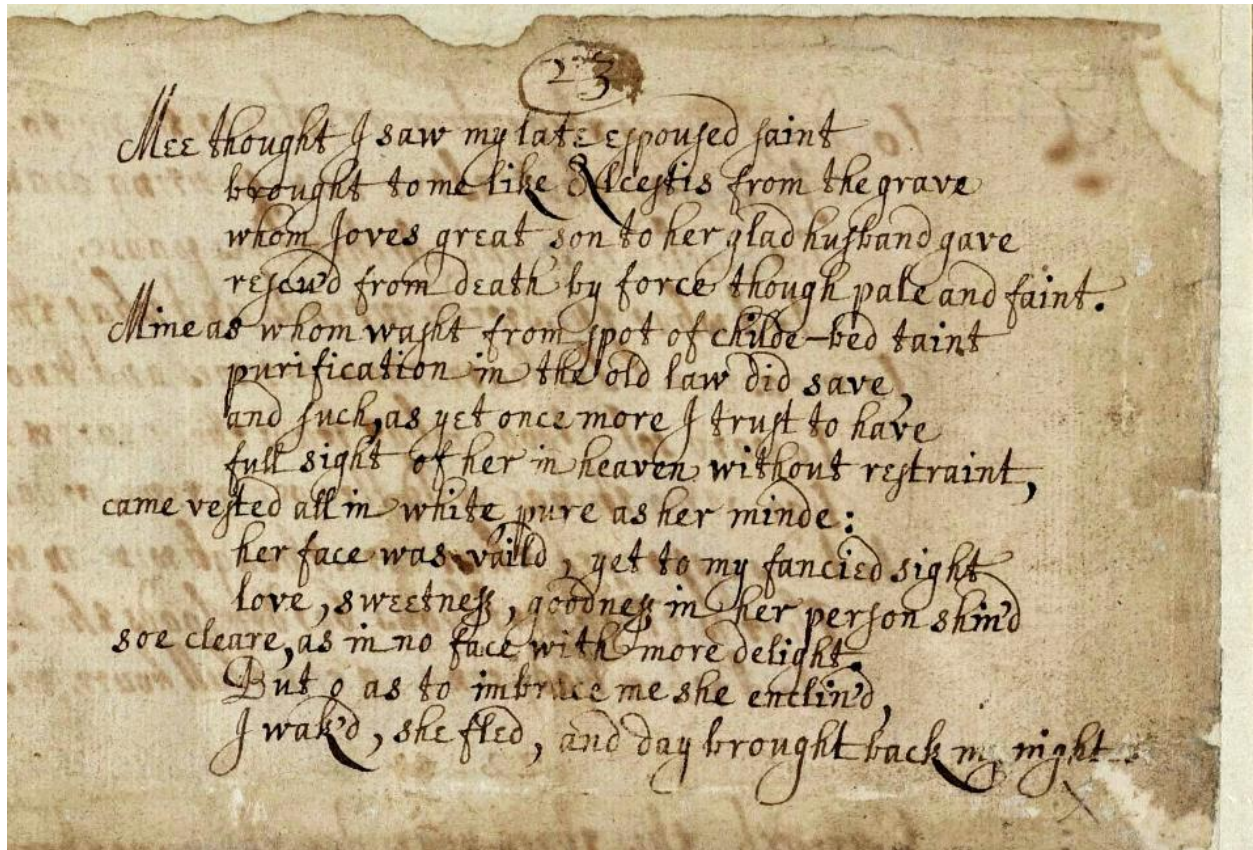 23
Mee thought I saw my late espoused saint
brought to me like Alcestis from the grave
whom Joves great son to her glad husband gave
rescu'd from death by force though pale and faint.
Mine as whom washt from spot of childe-bed taint
purification in the old law did save,
and such, as yet once more I trust to have
full sight of her in heaven without restraint,
came vested all in white, pure as her minde:
her face was vaild, yet to my fancied sight
love, sweetness, goodness in her person shin'd
soe cleare, as in no face with more delight.
But o as to imbrace me she enclin'd,
I wak'd, she fled, and day brought back my night